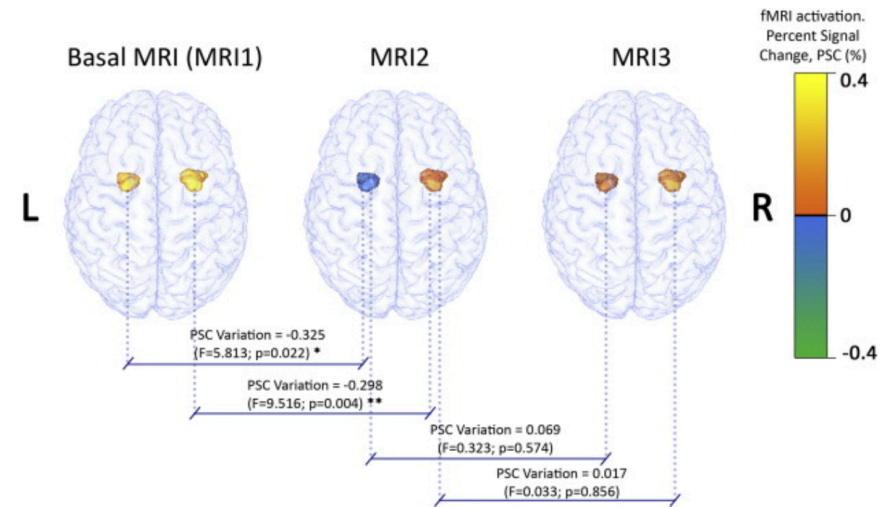 fMRI activation.
Percent Signal
Change, PSC (%)
Basal MRI (MRI1)
MRI2
MRI3
0.4
L
R
0
-0.4
PSC Variation = -0.325
(F=5.813; p=0.022) *
PSC Variation = -0.298
(F=9.516; p=0.004) **
PSC Variation = 0.069
(F=0.323; p=0.574)
PSC Variation = 0.017
(F=0.033; p=0.856)